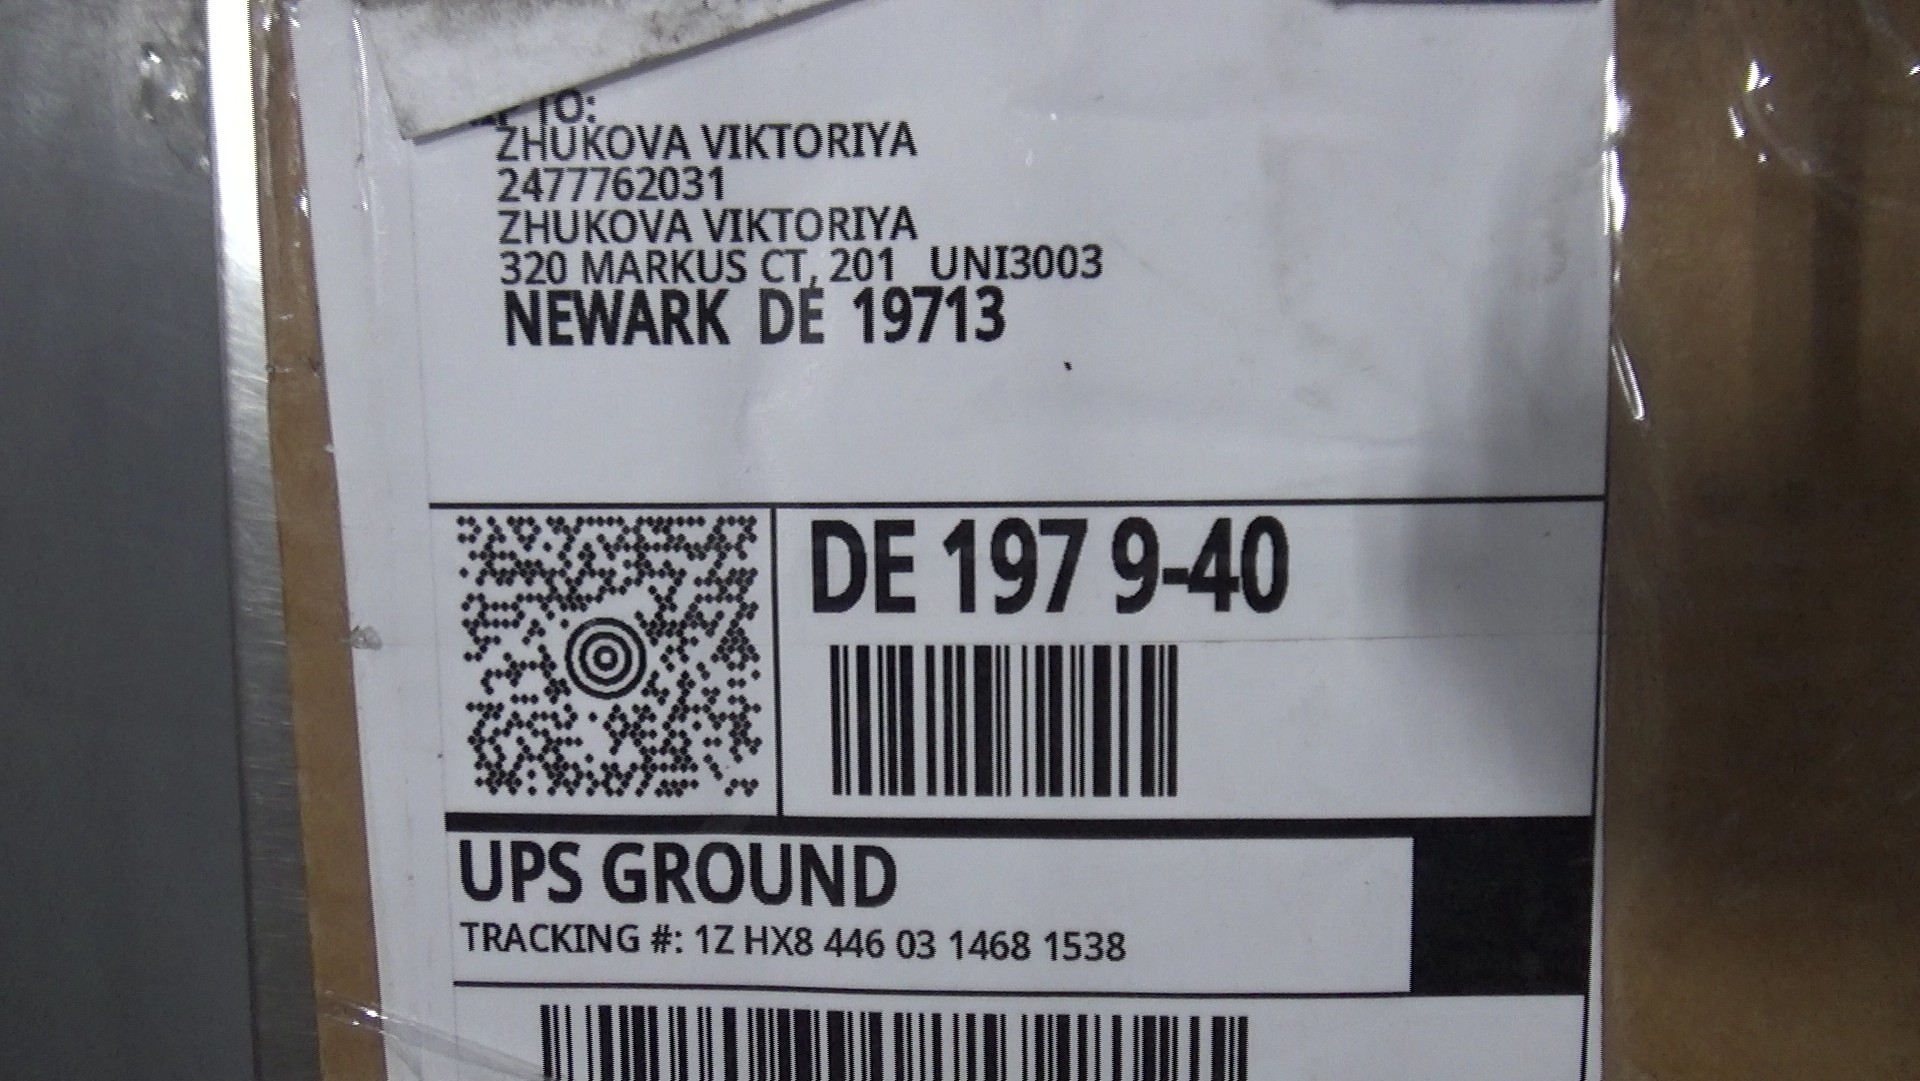 TO:
ZHUKOVA VIKTORIYA
2477762031
ZHUKOVA VIKTORIYA
320 MARKUS CT, 201 UNI3003
NEWARK DE 19713
DE 197 9-40
UPS GROUND
TRACKING #: 1Z HX8 446 03 1468 1538